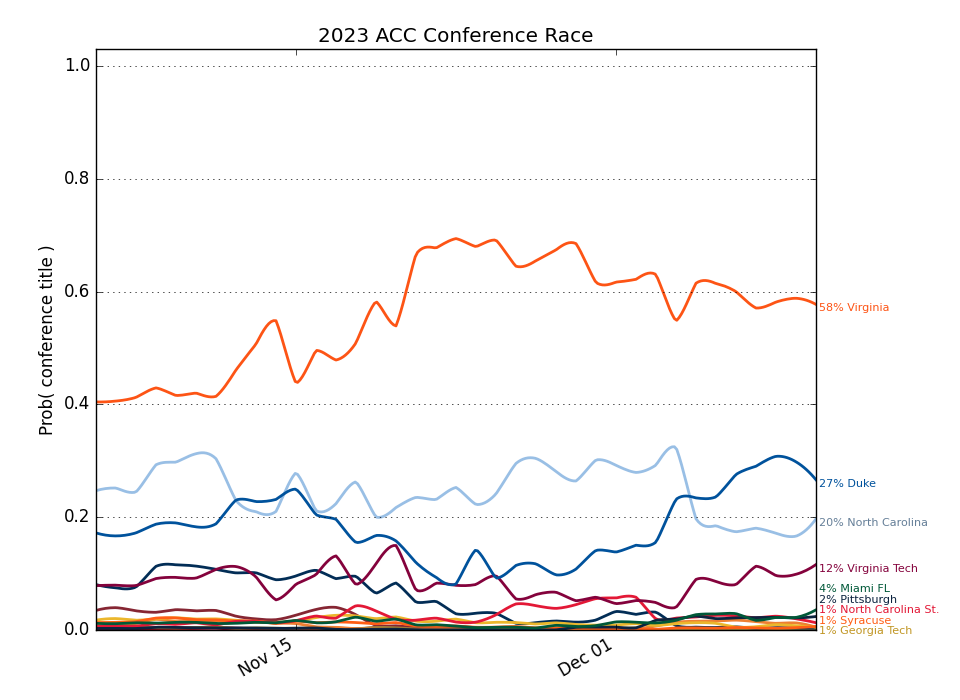 2023 ACC Conference Race
1.0
0.8
0.6
0.4
0.2
0.0
Prob( conference title )
Nov 15
Dec 01
58% Virginia
27% Duke
20% North Carolina
12% Virginia Tech
4% Miami FL
2% Pittsburgh
1% North Carolina St.
1% Syracuse
1% Georgia Tech